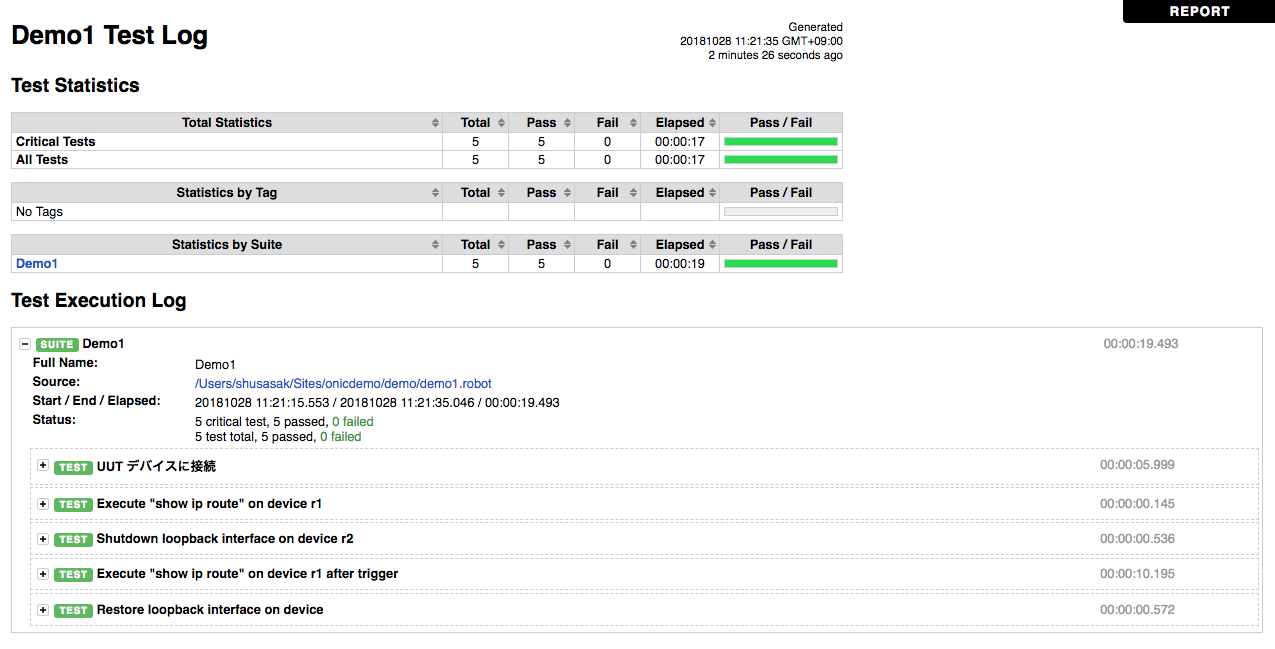 REPORT
Demo1 Test Log
Generated
20181028 11:21:35 GMT+09:00
2 minutes 26 seconds ago
Test Statistics
Total Statistics Total Pass Fail Elapsed Pass / Fail
Critical Tests 5 5 0 00:00:17
All Tests 5 5 0 00:00:17
Statistics by Tag Total Pass Fail Elapsed Pass / Fail
No Tags
Statistics by Suite Total Pass Fail Elapsed Pass / Fail
Demo1 5 5 0 00:00:19
Test Execution Log
SUITE Demo1 00:00:19.493
Full Name: Demo1
Source: /Users/shusasak/Sites/onicdemo/demo/demo1.robot
Start / End / Elapsed: 20181028 11:21:15.553 / 20181028 11:21:35.046 / 00:00:19.493
Status: 5 critical test, 5 passed, 0 failed
5 test total, 5 passed, 0 failed
TEST UUT デバイスに接続 00:00:05.999
TEST Execute "show ip route" on device r1 00:00:00.145
TEST Shutdown loopback interface on device r2 00:00:00.536
TEST Execute "show ip route" on device r1 after trigger 00:00:10.195
TEST Restore loopback interface on device 00:00:00.572